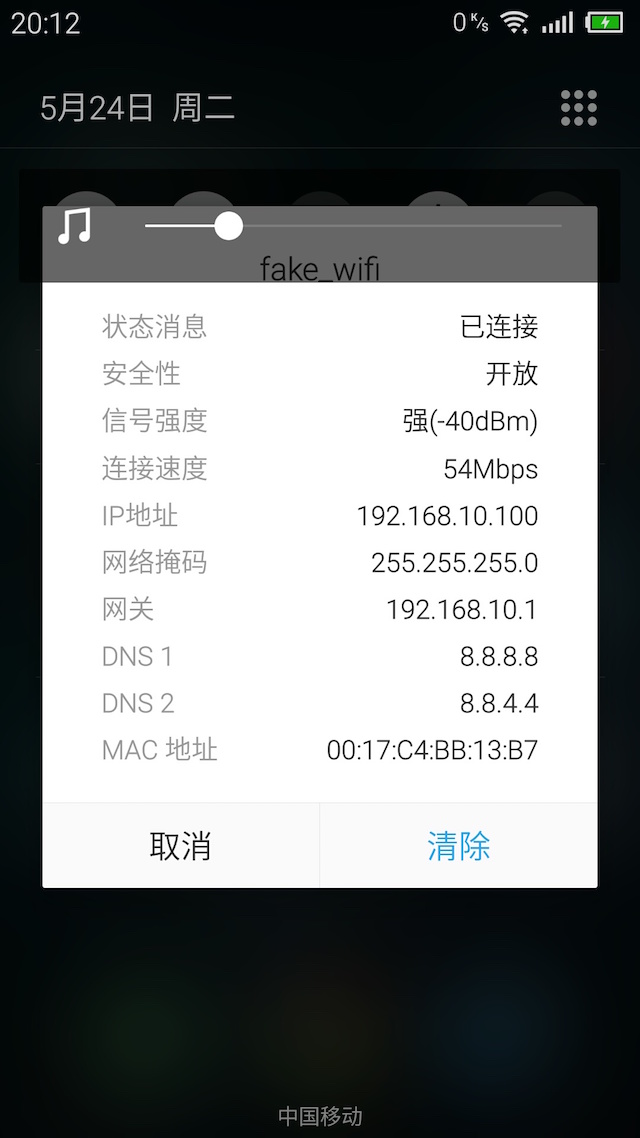 20:12
0 K/s
5月24日 周二
fake_wifi
状态消息 已连接
安全性 开放
信号强度 强(-40dBm)
连接速度 54Mbps
IP地址 192.168.10.100
网络掩码 255.255.255.0
网关 192.168.10.1
DNS 1 8.8.8.8
DNS 2 8.8.4.4
MAC 地址 00:17:C4:BB:13:B7
取消 清除
中国移动